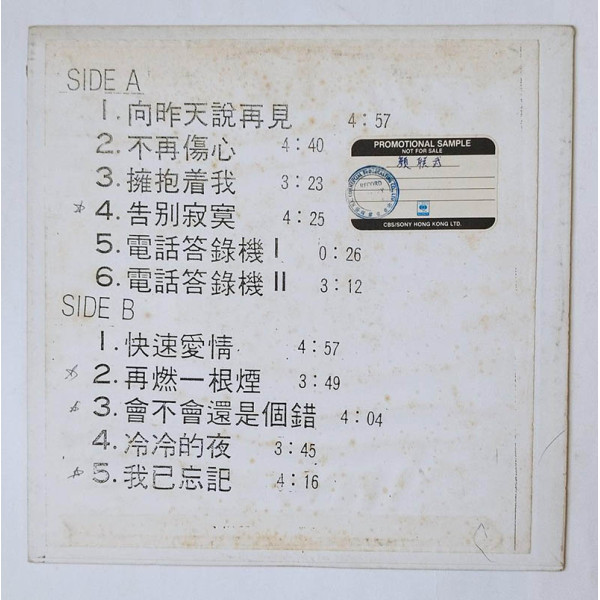 SIDE A
1. 向昨天說再見 4:57
2. 不再傷心 4:40
3. 擁抱着我 3:23
4. 告别寂寞 4:25
5. 電話答錄機 I 0:26
6. 電話答錄機 II 3:12
PROMOTIONAL SAMPLE
NOT FOR SALE
CBS/SONY HONG KONG LTD.
SIDE B
1. 快速愛情 4:57
2. 再燃一根煙 3:49
3. 會不會還是個錯 4:04
4. 冷冷的夜 3:45
5. 我已忘記 4:16